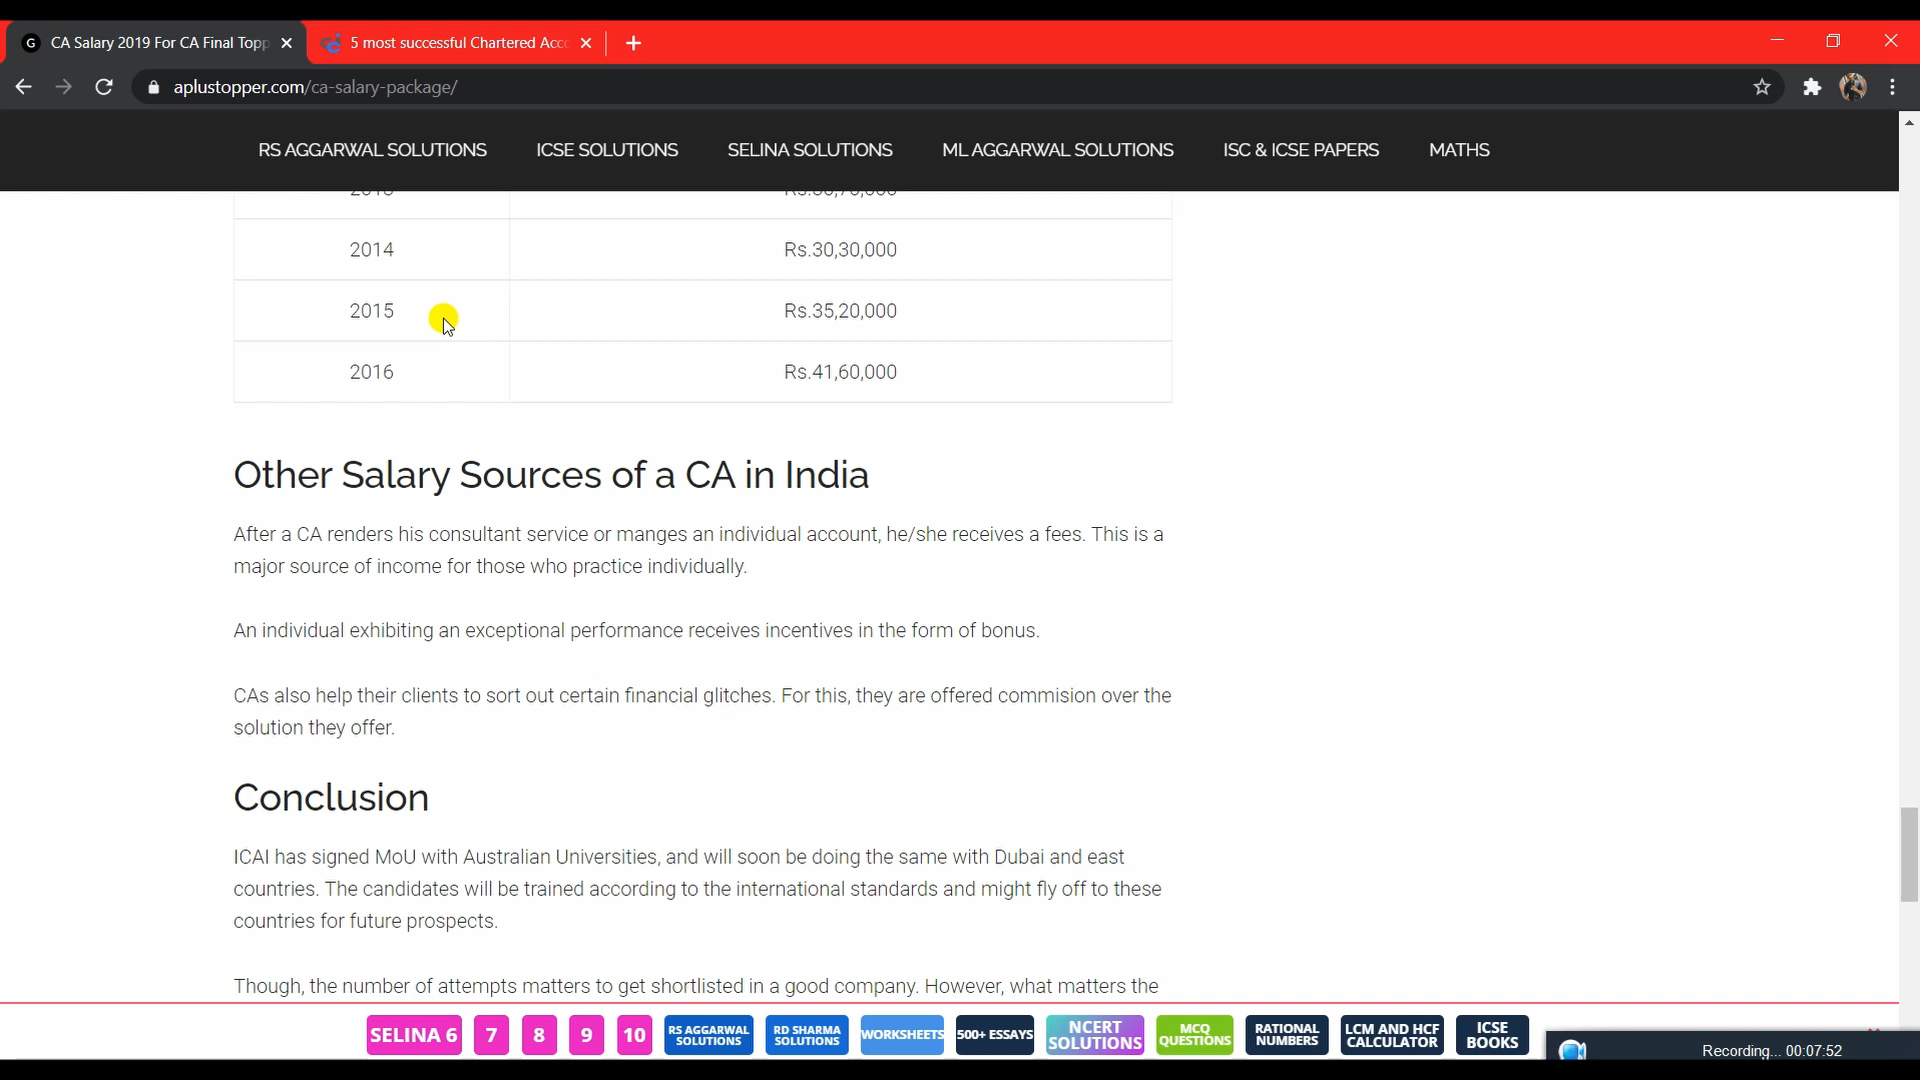 CA Salary 2019 For CA Final Topp
5 most successful Chartered Acc
aplustopper.com/ca-salary-package/
RS AGGARWAL SOLUTIONS ICSE SOLUTIONS SELINA SOLUTIONS ML AGGARWAL SOLUTIONS ISC & ICSE PAPERS MATHS
2014 Rs.30,30,000
2015 Rs.35,20,000
2016 Rs.41,60,000
Other Salary Sources of a CA in India
After a CA renders his consultant service or manges an individual account, he/she receives a fees. This is a
major source of income for those who practice individually.
An individual exhibiting an exceptional performance receives incentives in the form of bonus.
CAs also help their clients to sort out certain financial glitches. For this, they are offered commision over the
solution they offer.
Conclusion
ICAI has signed MoU with Australian Universities, and will soon be doing the same with Dubai and east
countries. The candidates will be trained according to the international standards and might fly off to these
countries for future prospects.
Though, the number of attempts matters to get shortlisted in a good company. However, what matters the
SELINA 6 7 8 9 10
RS AGGARWAL
SOLUTIONS
RD SHARMA
SOLUTIONS
WORKSHEETS
500+ ESSAYS
NCERT
SOLUTIONS
MCQ
QUESTIONS
RATIONAL
NUMBERS
LCM AND HCF
CALCULATOR
ICSE
BOOKS
Recording... 00:07:52